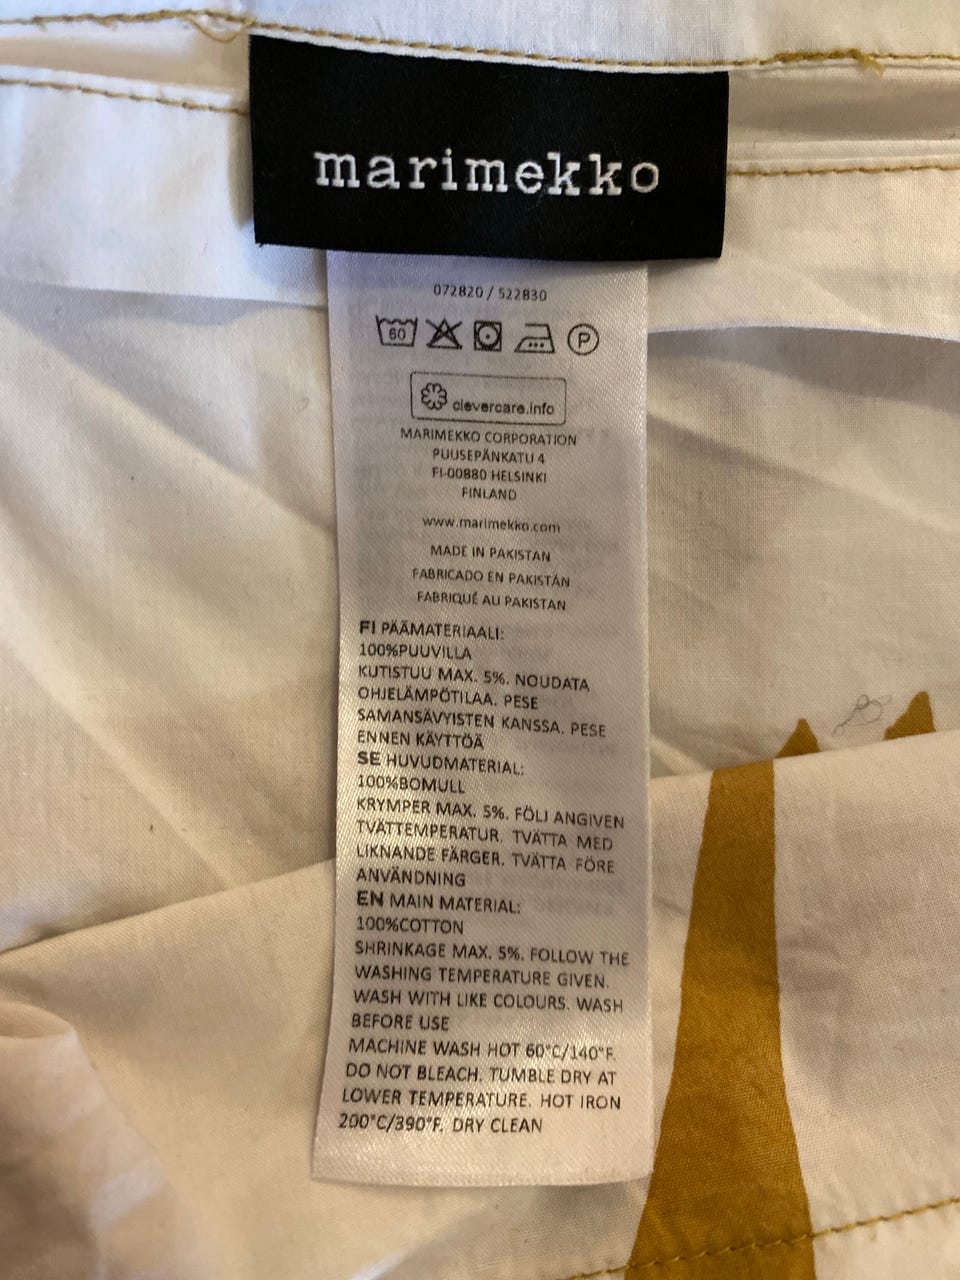 marimekko
072820 / 522830
60
P
clevercare.info
MARIMEKKO CORPORATION
PUUSEPÄNKATU 4
FI-00880 HELSINKI
FINLAND
www.marimekko.com
MADE IN PAKISTAN
FABRICADO EN PAKISTÁN
FABRIQUÉ AU PAKISTAN
FI PÄÄMATERIAALI:
100%PUUVILLA
KUTISTUU MAX. 5%. NOUDATA
OHJELÄMPÖTILAA. PESE
SAMANSÄVYISTEN KANSSA. PESE
ENNEN KÄYTTÖÄ
SE HUVUDMATERIAL:
100%BOMULL
KRYMPER MAX. 5%. FÖLJ ANGIVEN
TVÄTTEMPERATUR. TVÄTTA MED
LIKNANDE FÄRGER. TVÄTTA FÖRE
ANVÄNDNING
EN MAIN MATERIAL:
100%COTTON
SHRINKAGE MAX. 5%. FOLLOW THE
WASHING TEMPERATURE GIVEN.
WASH WITH LIKE COLOURS. WASH
BEFORE USE
MACHINE WASH HOT 60°C/140°F.
DO NOT BLEACH. TUMBLE DRY AT
LOWER TEMPERATURE. HOT IRON
200°C/390°F. DRY CLEAN